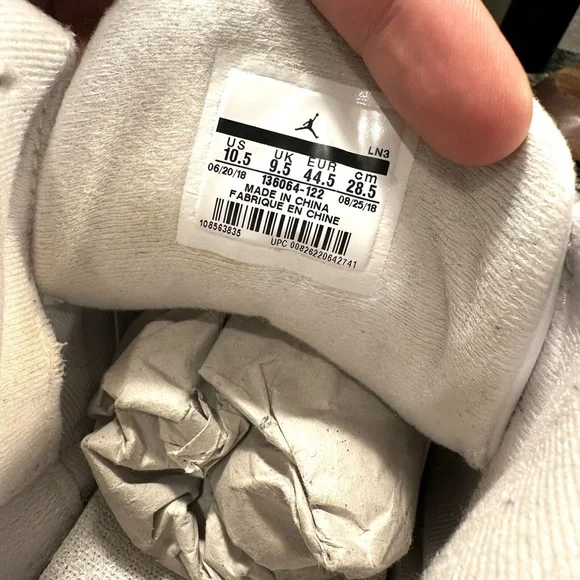 LN3
US UK EUR cm
10.5 9.5 44.5 28.5
06/20/18 136064-122 08/25/18
MADE IN CHINA
FABRIQUE EN CHINE
108563835 UPC 00826220642741